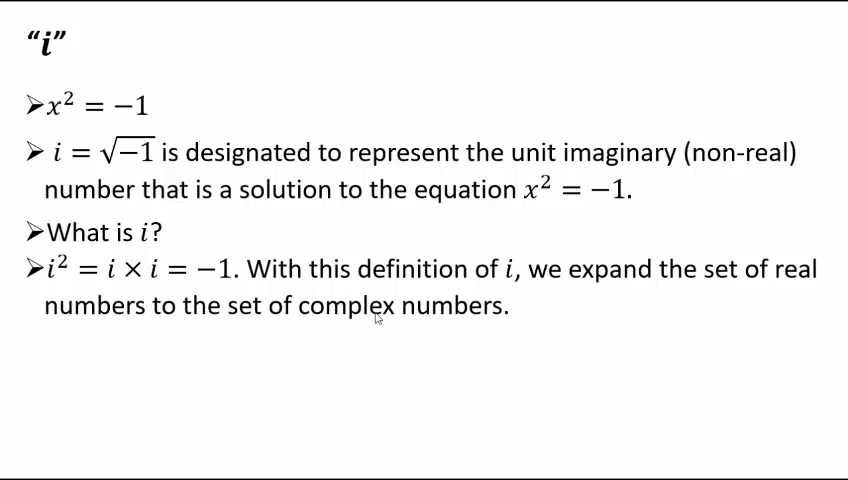 “i”
➢x² = −1
➢ i = √−1 is designated to represent the unit imaginary (non-real)
number that is a solution to the equation x² = −1.
➢What is i?
➢i² = i × i = −1. With this definition of i, we expand the set of real
numbers to the set of complex numbers.